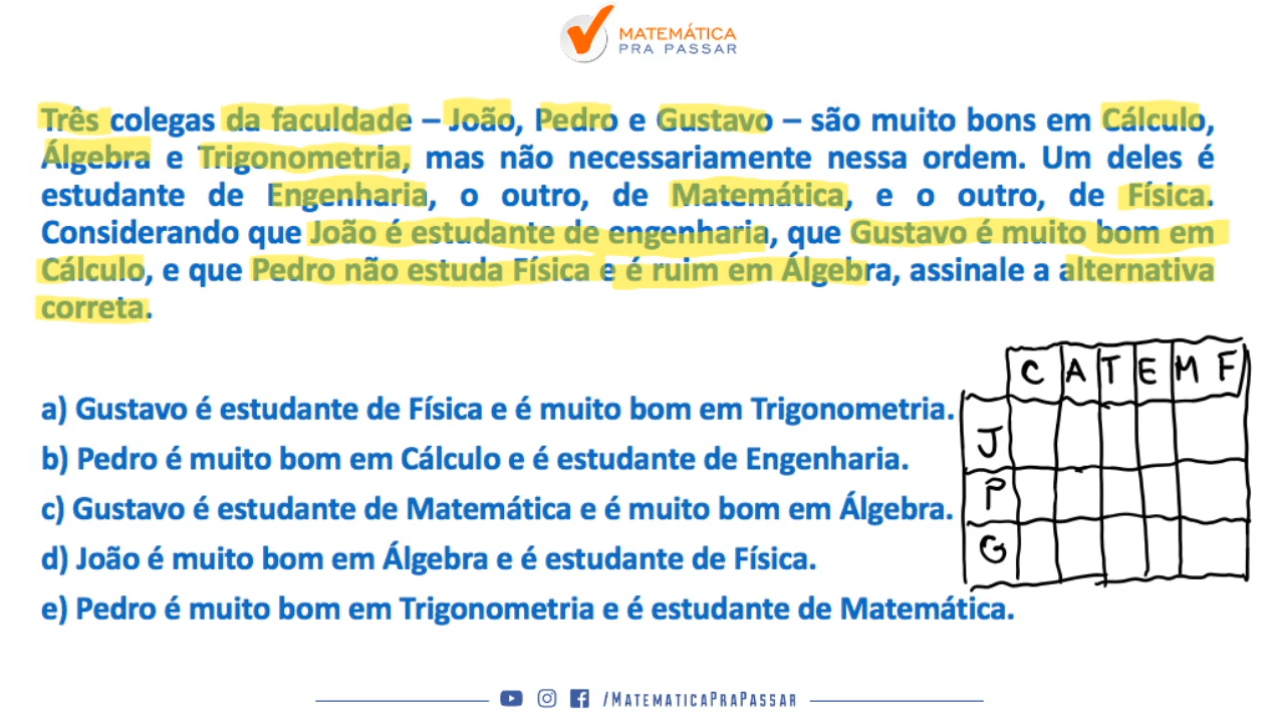 MATEMÁTICA
PRA PASSAR
Três colegas da faculdade – João, Pedro e Gustavo – são muito bons em Cálculo,
Álgebra e Trigonometria, mas não necessariamente nessa ordem. Um deles é
estudante de Engenharia, o outro, de Matemática, e o outro, de Física.
Considerando que João é estudante de engenharia, que Gustavo é muito bom em
Cálculo, e que Pedro não estuda Física e é ruim em Álgebra, assinale a alternativa
correta.
a) Gustavo é estudante de Física e é muito bom em Trigonometria.
b) Pedro é muito bom em Cálculo e é estudante de Engenharia.
c) Gustavo é estudante de Matemática e é muito bom em Álgebra.
d) João é muito bom em Álgebra e é estudante de Física.
e) Pedro é muito bom em Trigonometria e é estudante de Matemática.
C A T E M F
J
P
G
/MATEMATICAPRAPASSAR